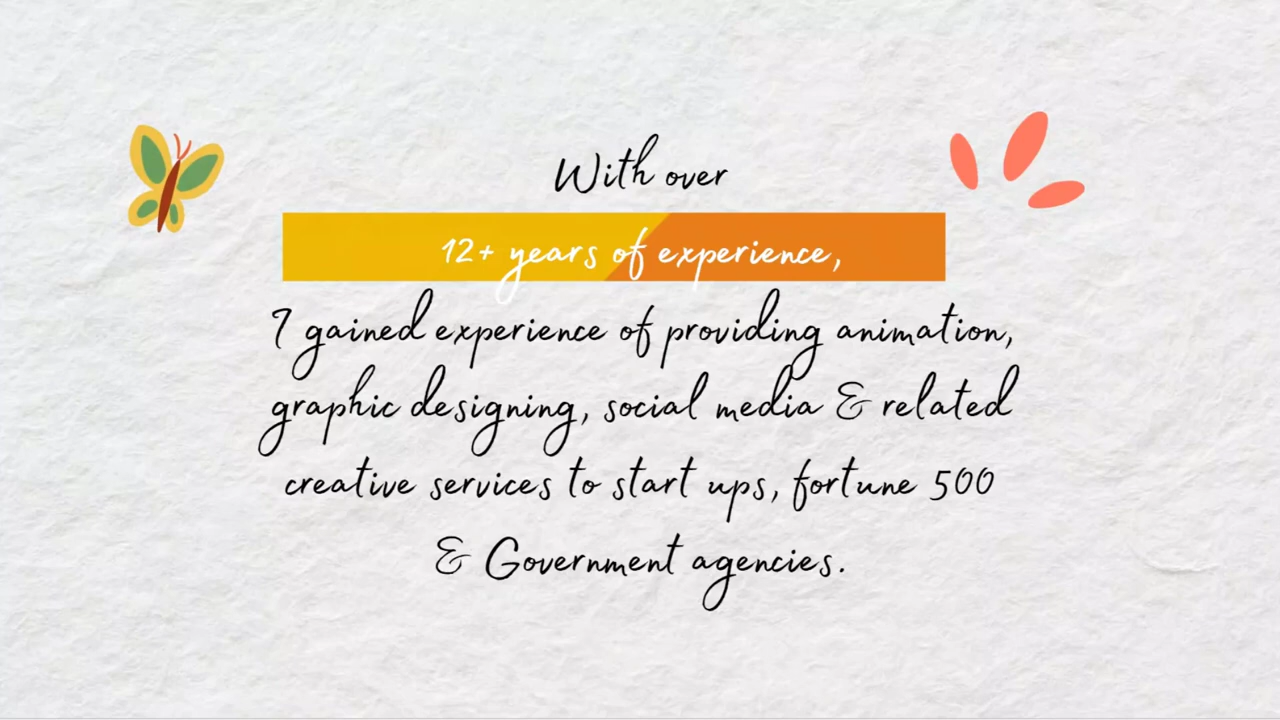 With over
12+ years of experience,
I gained experience of providing animation,
graphic designing, social media & related
creative services to start ups, fortune 500
& Government agencies.